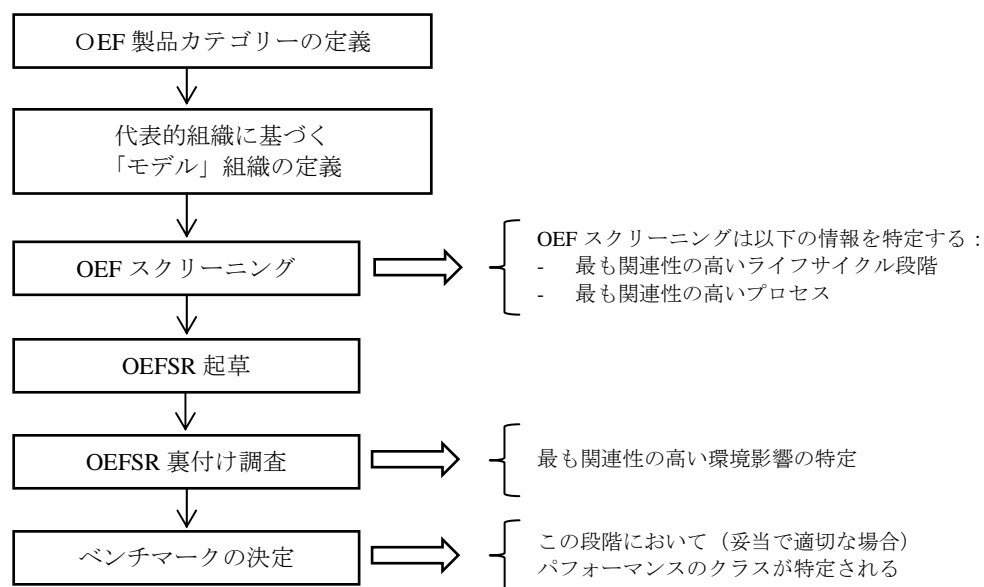 OEF 製品カテゴリーの定義
代表的組織に基づく
「モデル」組織の定義
OEF スクリーニング
OEF スクリーニングは以下の情報を特定する：
- 最も関連性の高いライフサイクル段階
- 最も関連性の高いプロセス
OEFSR 起草
OEFSR 裏付け調査
最も関連性の高い環境影響の特定
ベンチマークの決定
この段階において（妥当で適切な場合）
パフォーマンスのクラスが特定される